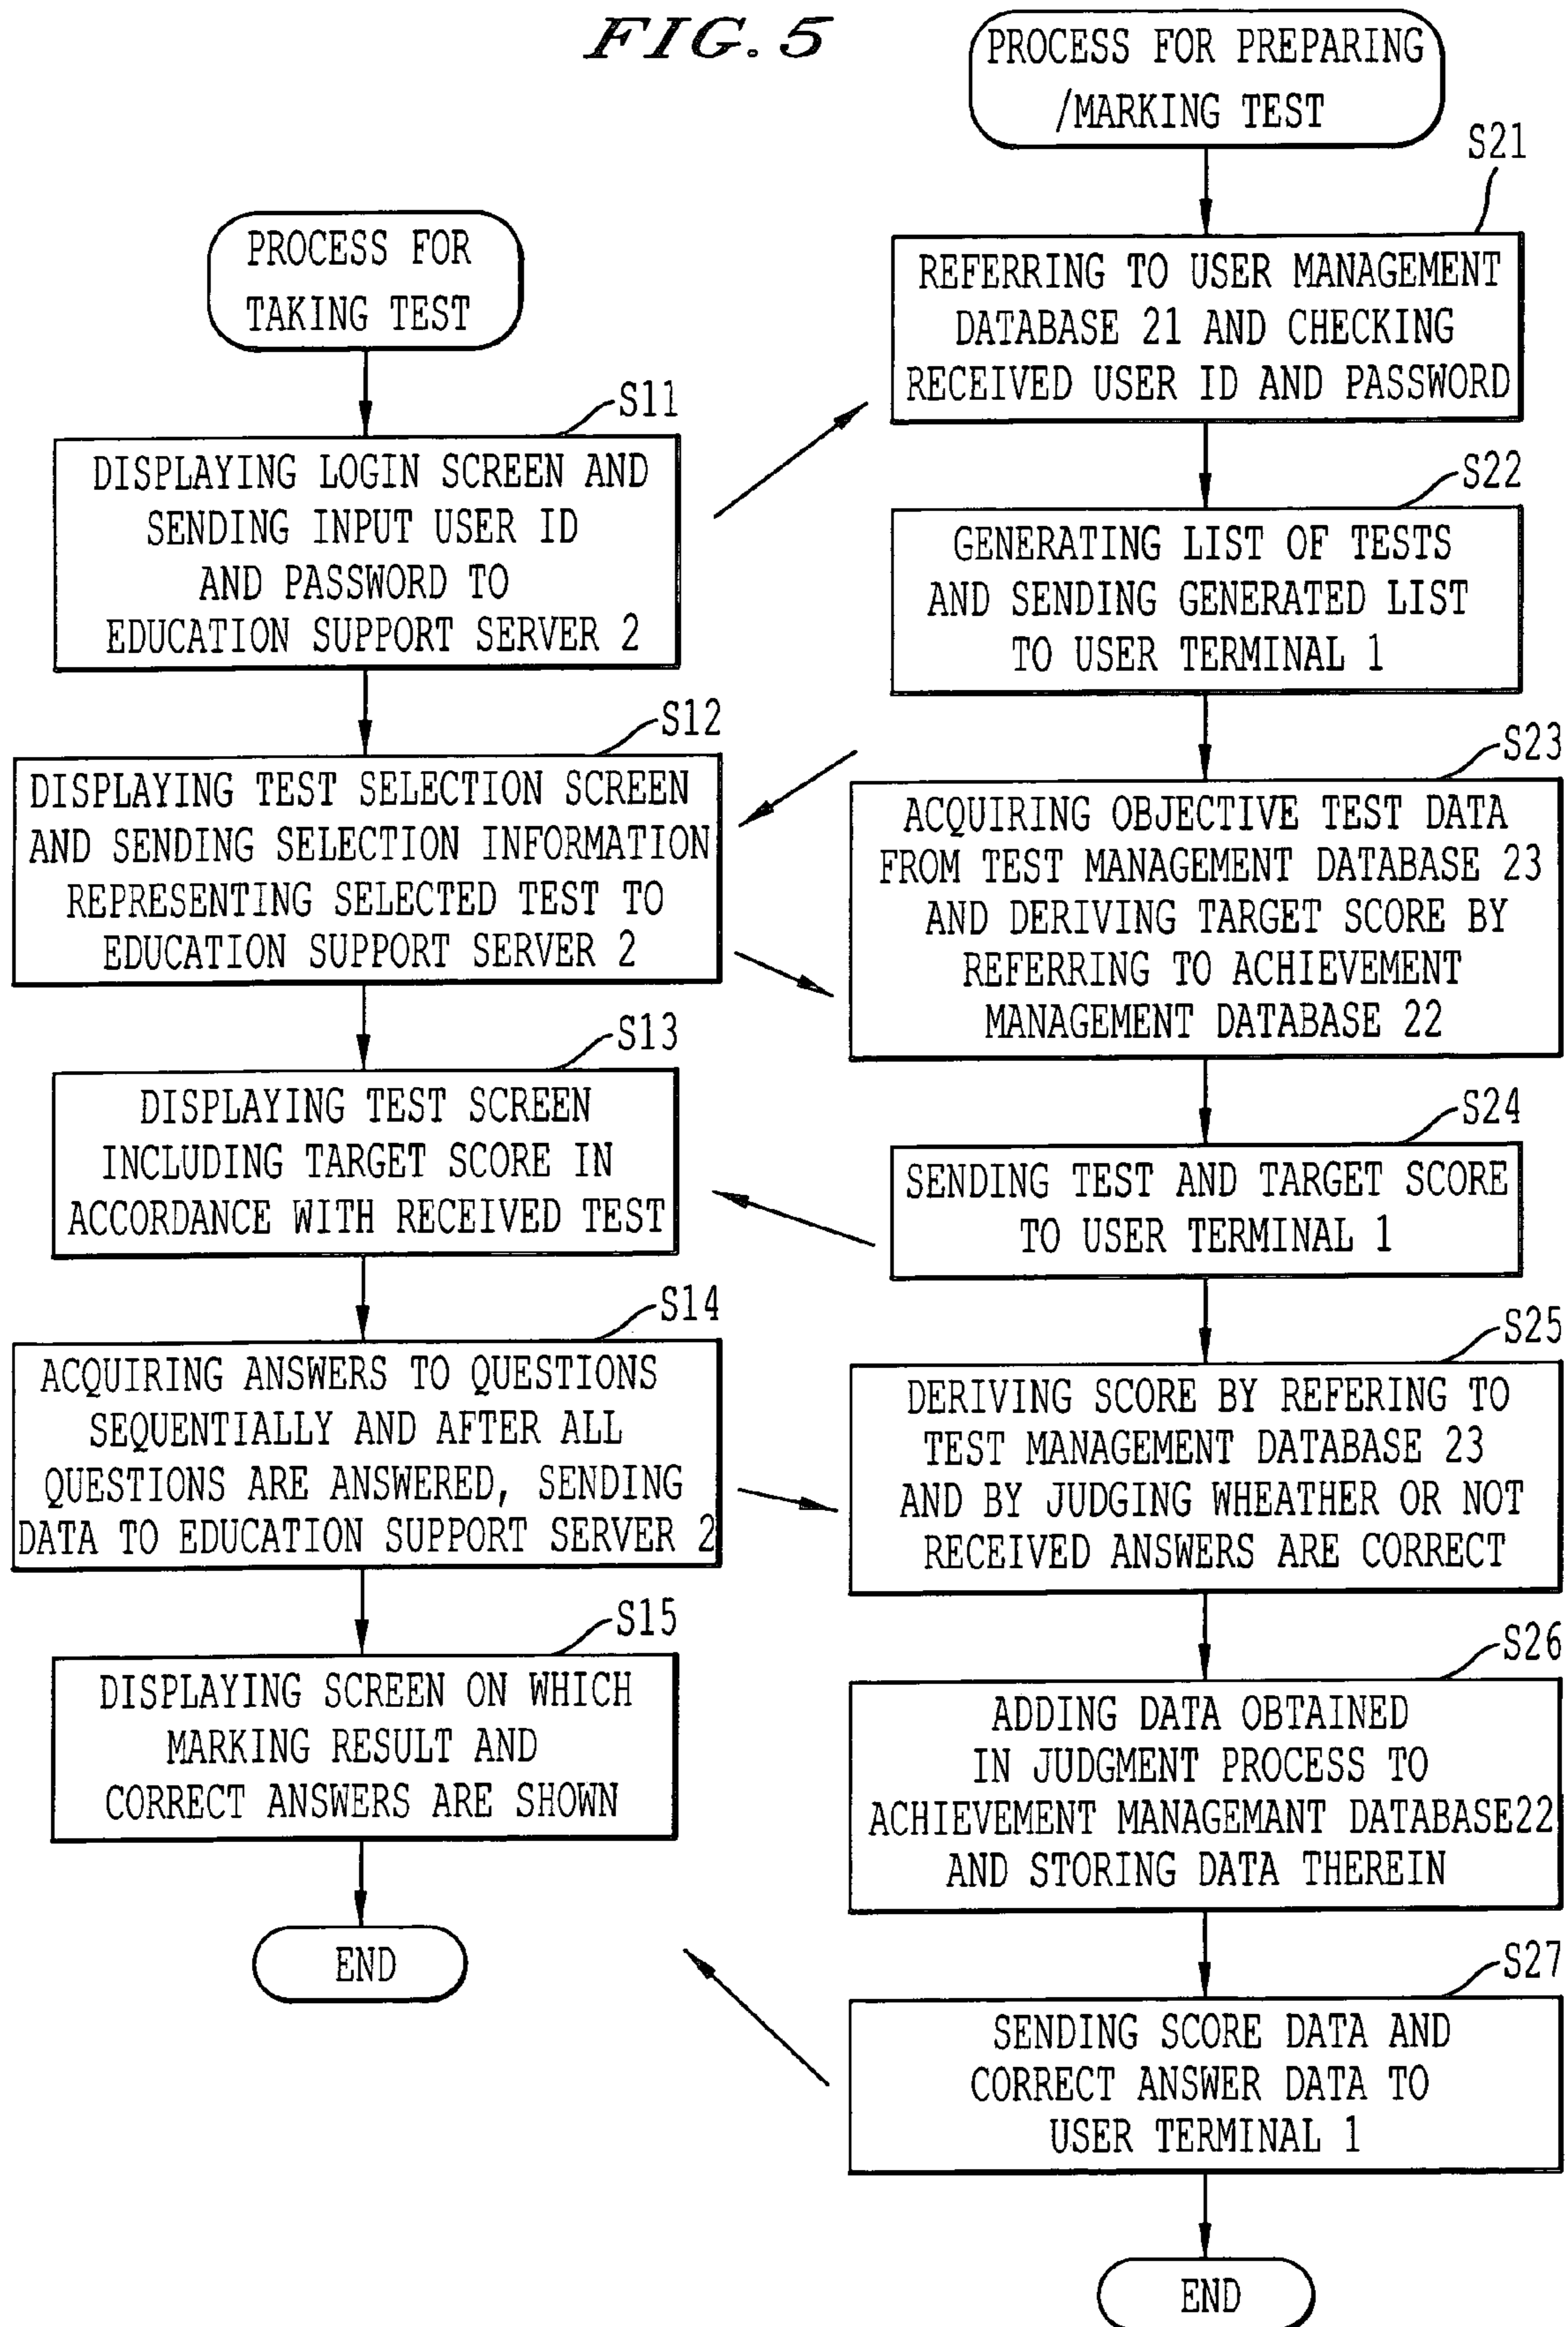 FIG. 5
PROCESS FOR
TAKING TEST
S11
DISPLAYING LOGIN SCREEN AND
SENDING INPUT USER ID
AND PASSWORD TO
EDUCATION SUPPORT SERVER 2
S12
DISPLAYING TEST SELECTION SCREEN
AND SENDING SELECTION INFORMATION
REPRESENTING SELECTED TEST TO
EDUCATION SUPPORT SERVER 2
S13
DISPLAYING TEST SCREEN
INCLUDING TARGET SCORE IN
ACCORDANCE WITH RECEIVED TEST
S14
ACQUIRING ANSWERS TO QUESTIONS
SEQUENTIALLY AND AFTER ALL
QUESTIONS ARE ANSWERED, SENDING
DATA TO EDUCATION SUPPORT SERVER 2
S15
DISPLAYING SCREEN ON WHICH
MARKING RESULT AND
CORRECT ANSWERS ARE SHOWN
END
PROCESS FOR PREPARING
/MARKING TEST
S21
REFERRING TO USER MANAGEMENT
DATABASE 21 AND CHECKING
RECEIVED USER ID AND PASSWORD
S22
GENERATING LIST OF TESTS
AND SENDING GENERATED LIST
TO USER TERMINAL 1
S23
ACQUIRING OBJECTIVE TEST DATA
FROM TEST MANAGEMENT DATABASE 23
AND DERIVING TARGET SCORE BY
REFERRING TO ACHIEVEMENT
MANAGEMENT DATABASE 22
S24
SENDING TEST AND TARGET SCORE
TO USER TERMINAL 1
S25
DERIVING SCORE BY REFERING TO
TEST MANAGEMENT DATABASE 23
AND BY JUDGING WHEATHER OR NOT
RECEIVED ANSWERS ARE CORRECT
S26
ADDING DATA OBTAINED
IN JUDGMENT PROCESS TO
ACHIEVEMENT MANAGEMANT DATABASE22
AND STORING DATA THEREIN
S27
SENDING SCORE DATA AND
CORRECT ANSWER DATA TO
USER TERMINAL 1
END